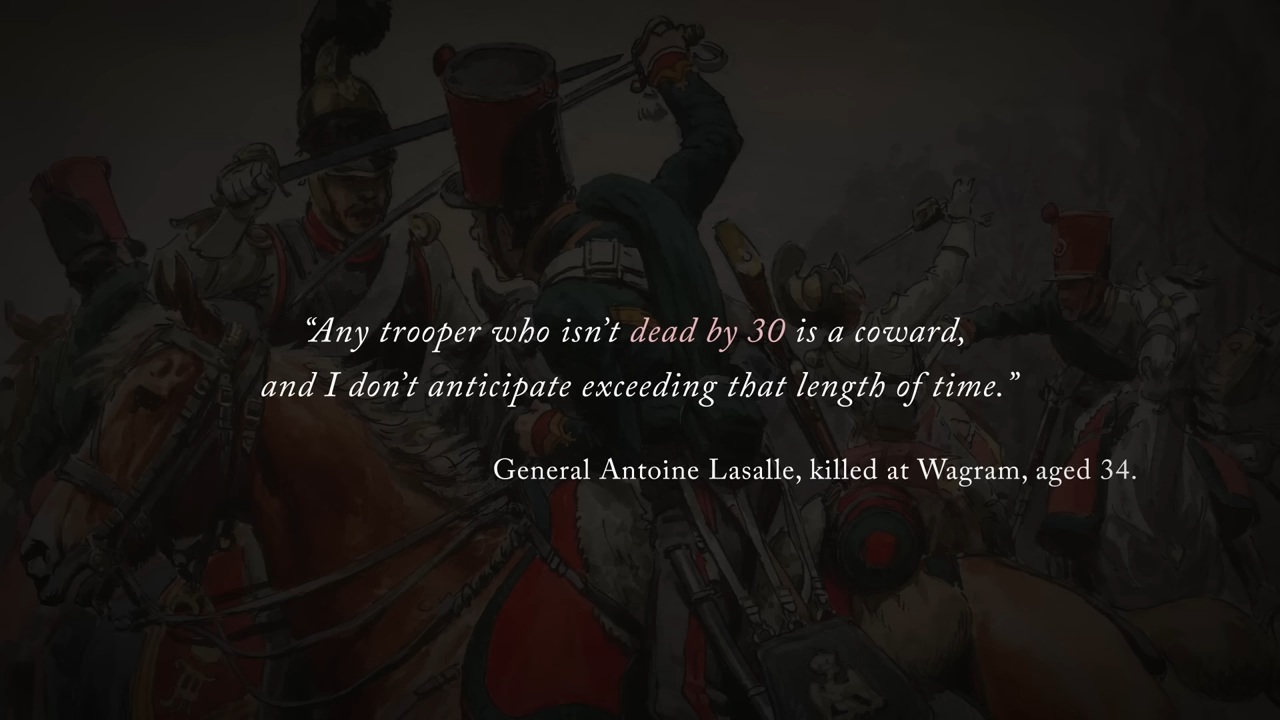 “Any trooper who isn’t dead by 30 is a coward,
and I don’t anticipate exceeding that length of time.”
General Antoine Lasalle, killed at Wagram, aged 34.